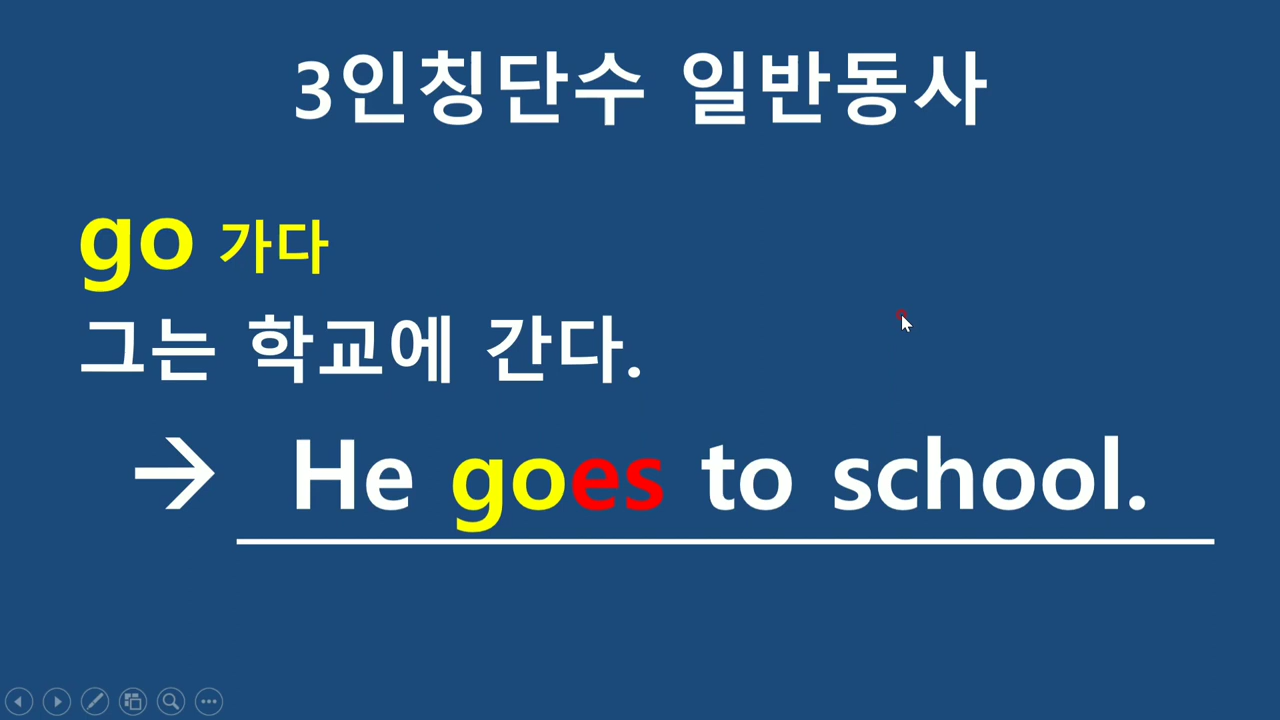 3인칭단수 일반동사
go 가다
그는 학교에 간다.
→ He goes to school.